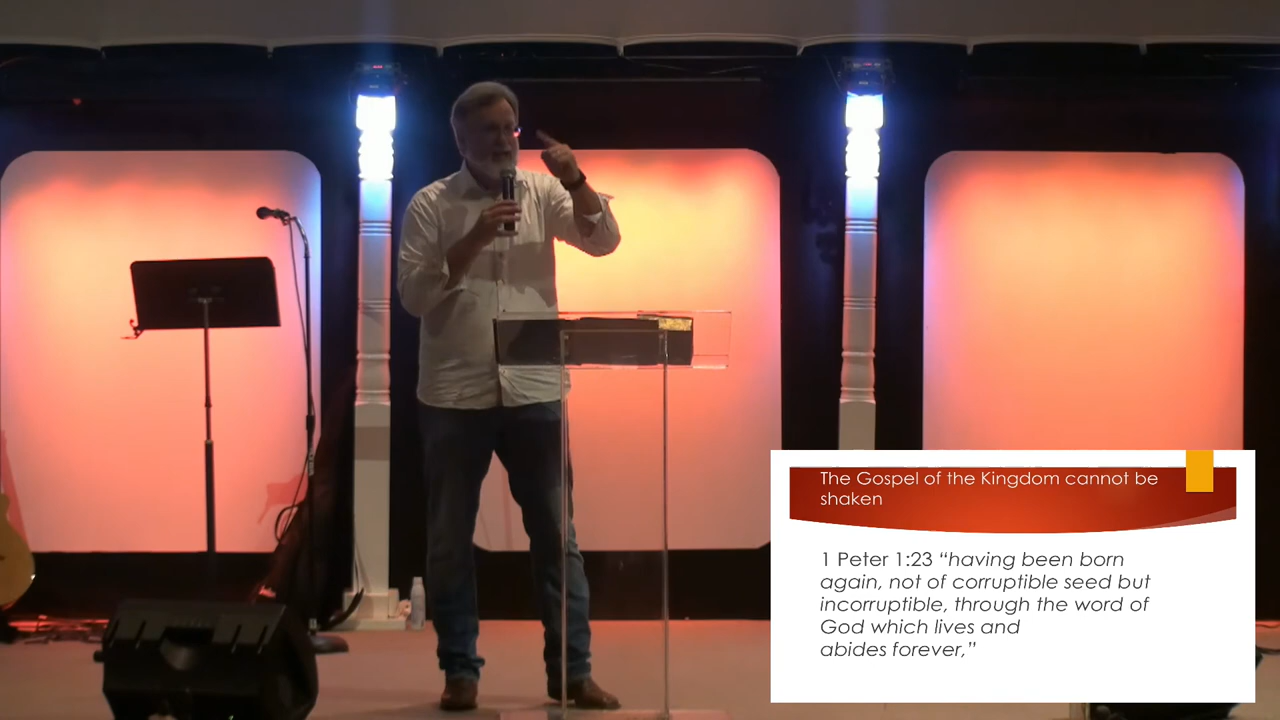 The Gospel of the Kingdom cannot be
shaken
1 Peter 1:23 “having been born
again, not of corruptible seed but
incorruptible, through the word of
God which lives and
abides forever,”